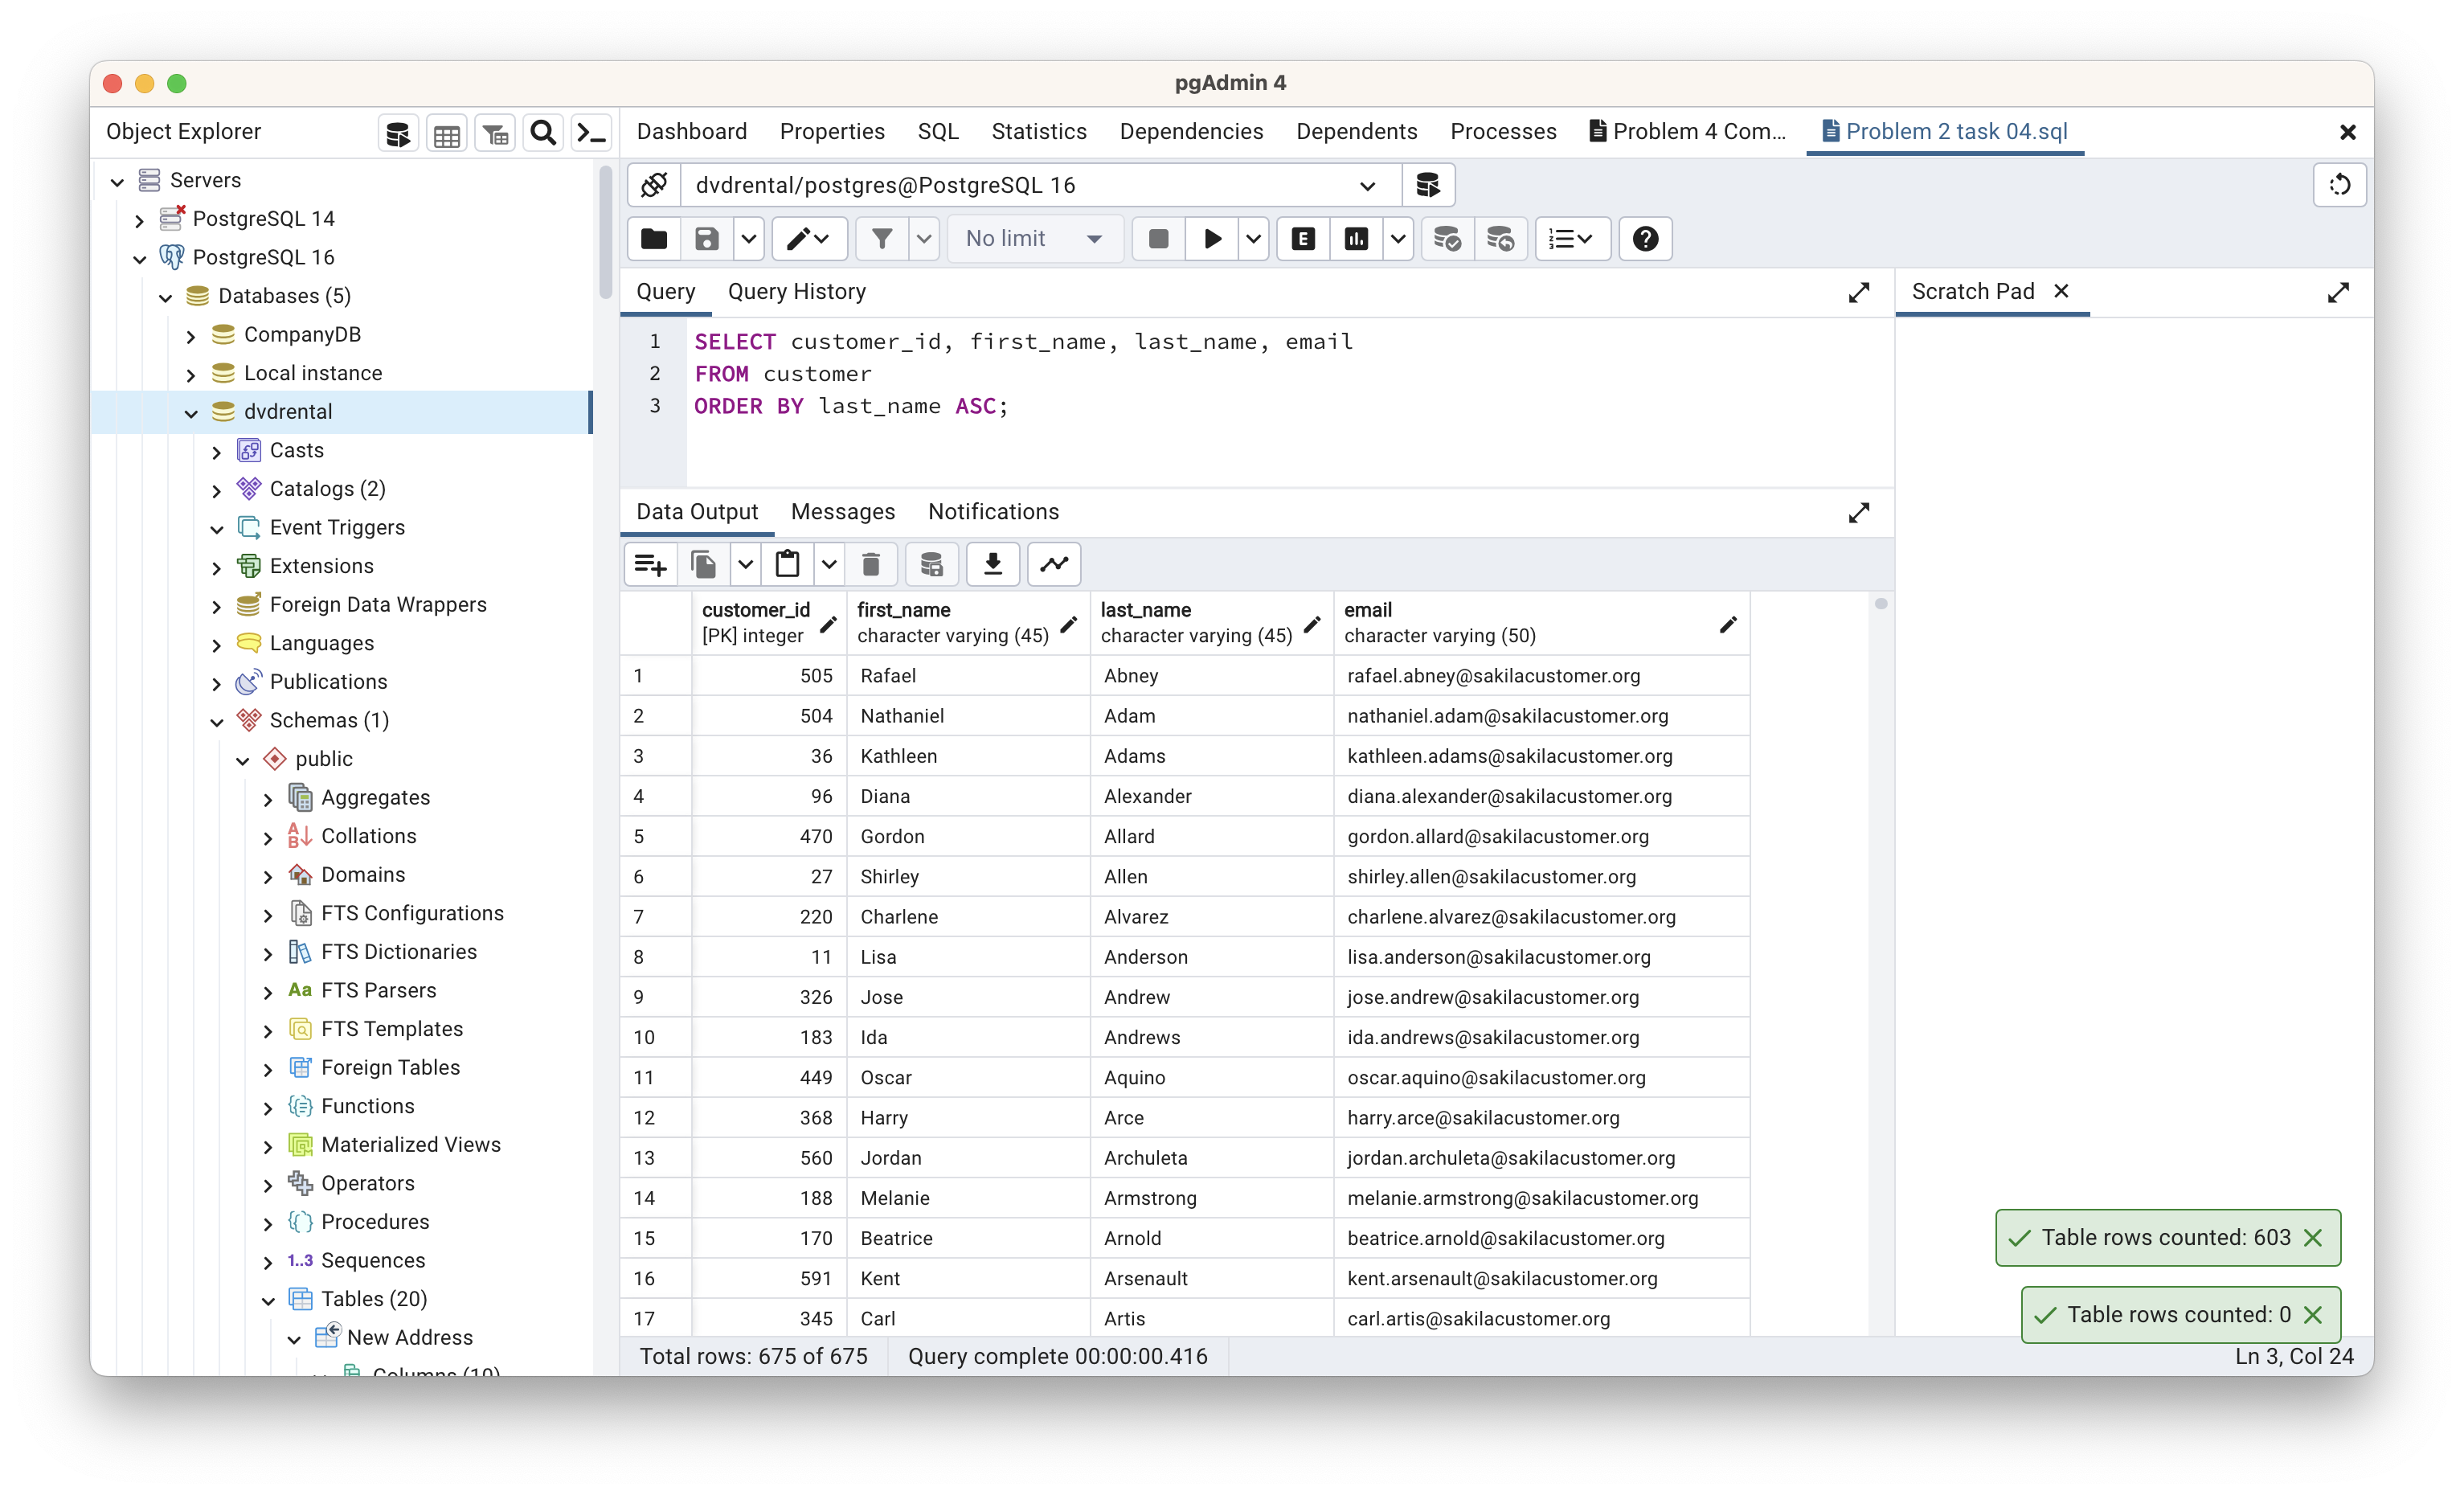 pgAdmin 4
Object Explorer
Dashboard Properties SQL Statistics Dependencies Dependents Processes Problem 4 Com... Problem 2 task 04.sql
Servers
PostgreSQL 14
PostgreSQL 16
Databases (5)
CompanyDB
Local instance
dvdrental
Casts
Catalogs (2)
Event Triggers
Extensions
Foreign Data Wrappers
Languages
Publications
Schemas (1)
public
Aggregates
Collations
Domains
FTS Configurations
FTS Dictionaries
Aa FTS Parsers
FTS Templates
Foreign Tables
Functions
Materialized Views
Operators
Procedures
1..3 Sequences
Tables (20)
New Address
Columns (10)
dvdrental/postgres@PostgreSQL 16
No limit
E
Query Query History
Scratch Pad
1 SELECT customer_id, first_name, last_name, email
2 FROM customer
3 ORDER BY last_name ASC;
Data Output Messages Notifications
customer_id first_name last_name email
[PK] integer character varying (45) character varying (45) character varying (50)
1 505 Rafael Abney rafael.abney@sakilacustomer.org
2 504 Nathaniel Adam nathaniel.adam@sakilacustomer.org
3 36 Kathleen Adams kathleen.adams@sakilacustomer.org
4 96 Diana Alexander diana.alexander@sakilacustomer.org
5 470 Gordon Allard gordon.allard@sakilacustomer.org
6 27 Shirley Allen shirley.allen@sakilacustomer.org
7 220 Charlene Alvarez charlene.alvarez@sakilacustomer.org
8 11 Lisa Anderson lisa.anderson@sakilacustomer.org
9 326 Jose Andrew jose.andrew@sakilacustomer.org
10 183 Ida Andrews ida.andrews@sakilacustomer.org
11 449 Oscar Aquino oscar.aquino@sakilacustomer.org
12 368 Harry Arce harry.arce@sakilacustomer.org
13 560 Jordan Archuleta jordan.archuleta@sakilacustomer.org
14 188 Melanie Armstrong melanie.armstrong@sakilacustomer.org
15 170 Beatrice Arnold beatrice.arnold@sakilacustomer.org
16 591 Kent Arsenault kent.arsenault@sakilacustomer.org
17 345 Carl Artis carl.artis@sakilacustomer.org
Table rows counted: 603
Table rows counted: 0
Total rows: 675 of 675 Query complete 00:00:00.416 Ln 3, Col 24